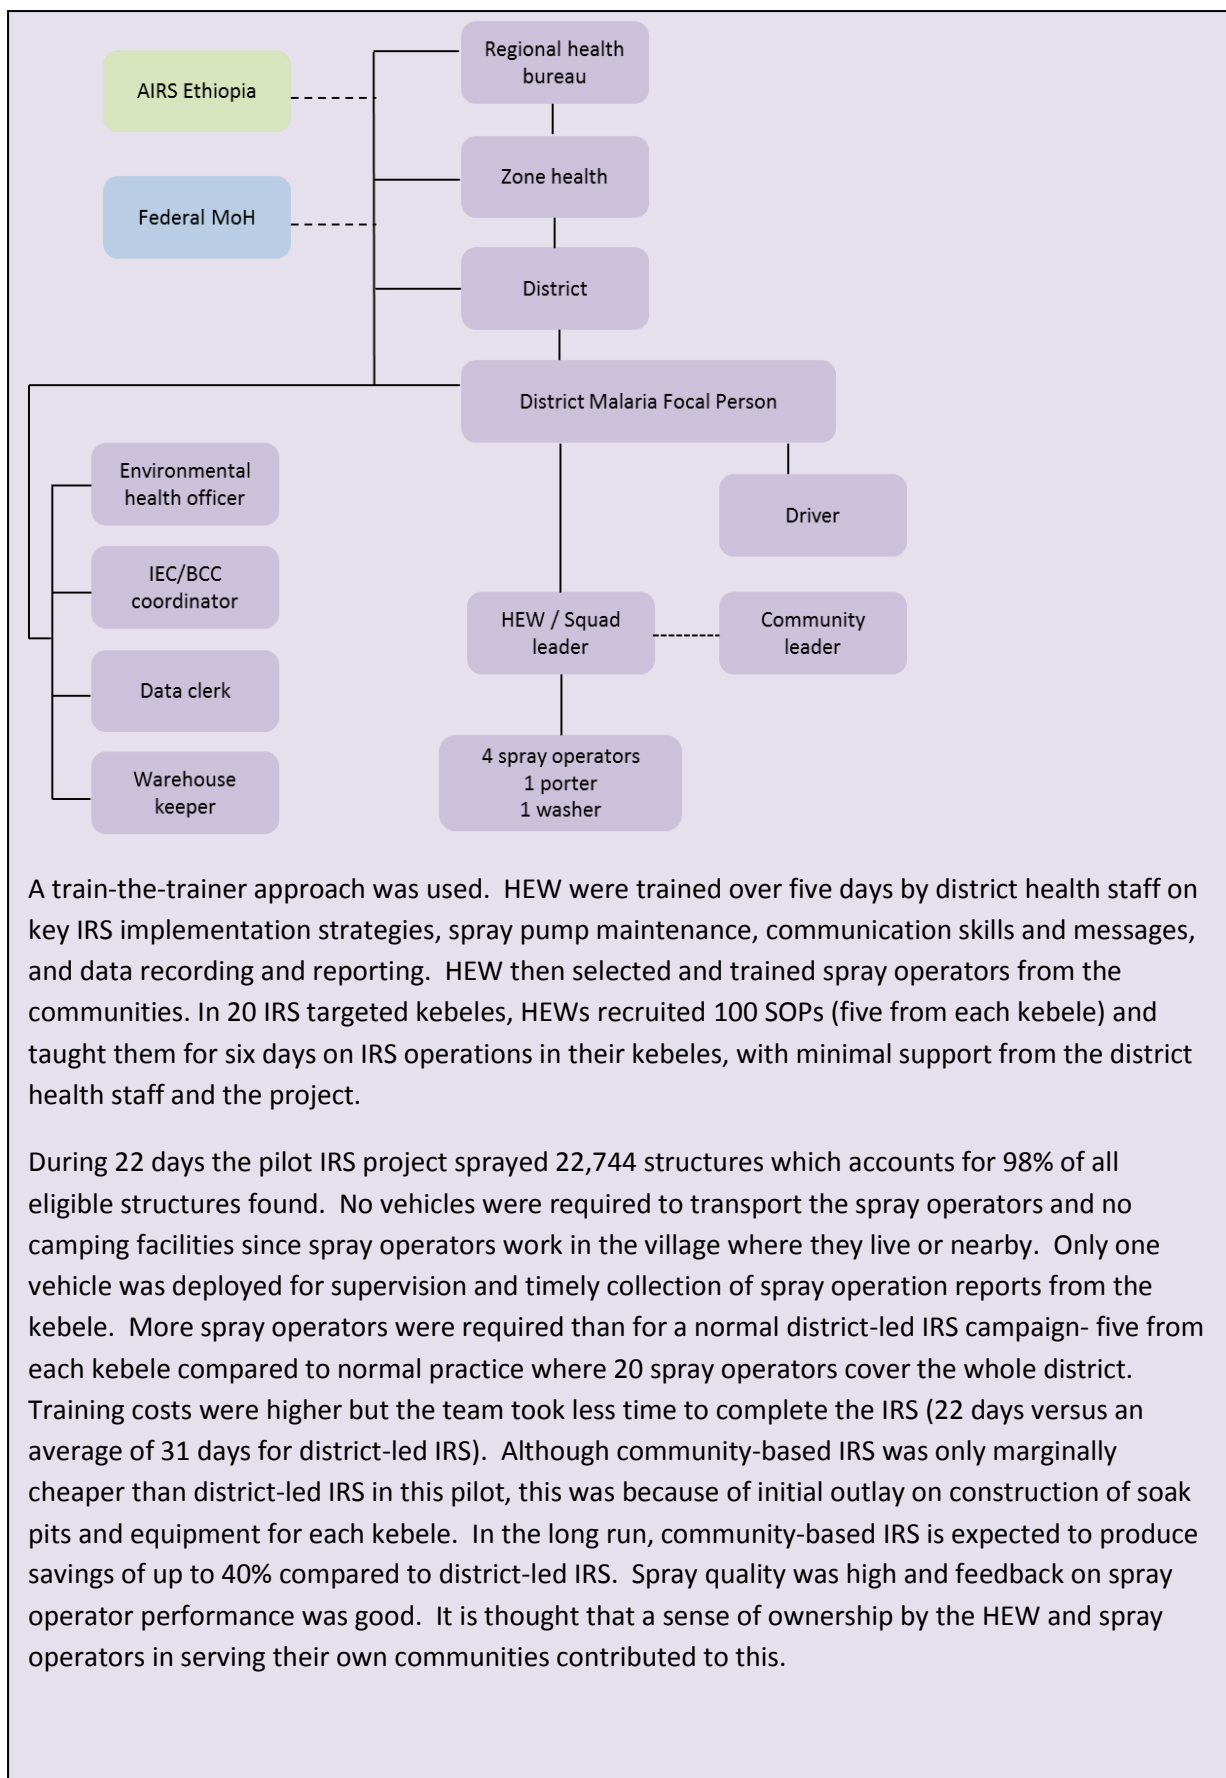 Regional health
bureau
AIRS Ethiopia
Zone health
Federal MoH
District
District Malaria Focal Person
Environmental
health officer
Driver
IEC/BCC
coordinator
HEW / Squad
leader
Community
leader
Data clerk
4 spray operators
1 porter
1 washer
Warehouse
keeper
A train-the-trainer approach was used.  HEW were trained over five days by district health staff on
key IRS implementation strategies, spray pump maintenance, communication skills and messages,
and data recording and reporting.  HEW then selected and trained spray operators from the
communities. In 20 IRS targeted kebeles, HEWs recruited 100 SOPs (five from each kebele) and
taught them for six days on IRS operations in their kebeles, with minimal support from the district
health staff and the project.
During 22 days the pilot IRS project sprayed 22,744 structures which accounts for 98% of all
eligible structures found.  No vehicles were required to transport the spray operators and no
camping facilities since spray operators work in the village where they live or nearby.  Only one
vehicle was deployed for supervision and timely collection of spray operation reports from the
kebele.  More spray operators were required than for a normal district-led IRS campaign- five from
each kebele compared to normal practice where 20 spray operators cover the whole district.
Training costs were higher but the team took less time to complete the IRS (22 days versus an
average of 31 days for district-led IRS).  Although community-based IRS was only marginally
cheaper than district-led IRS in this pilot, this was because of initial outlay on construction of soak
pits and equipment for each kebele.  In the long run, community-based IRS is expected to produce
savings of up to 40% compared to district-led IRS.  Spray quality was high and feedback on spray
operator performance was good.  It is thought that a sense of ownership by the HEW and spray
operators in serving their own communities contributed to this.